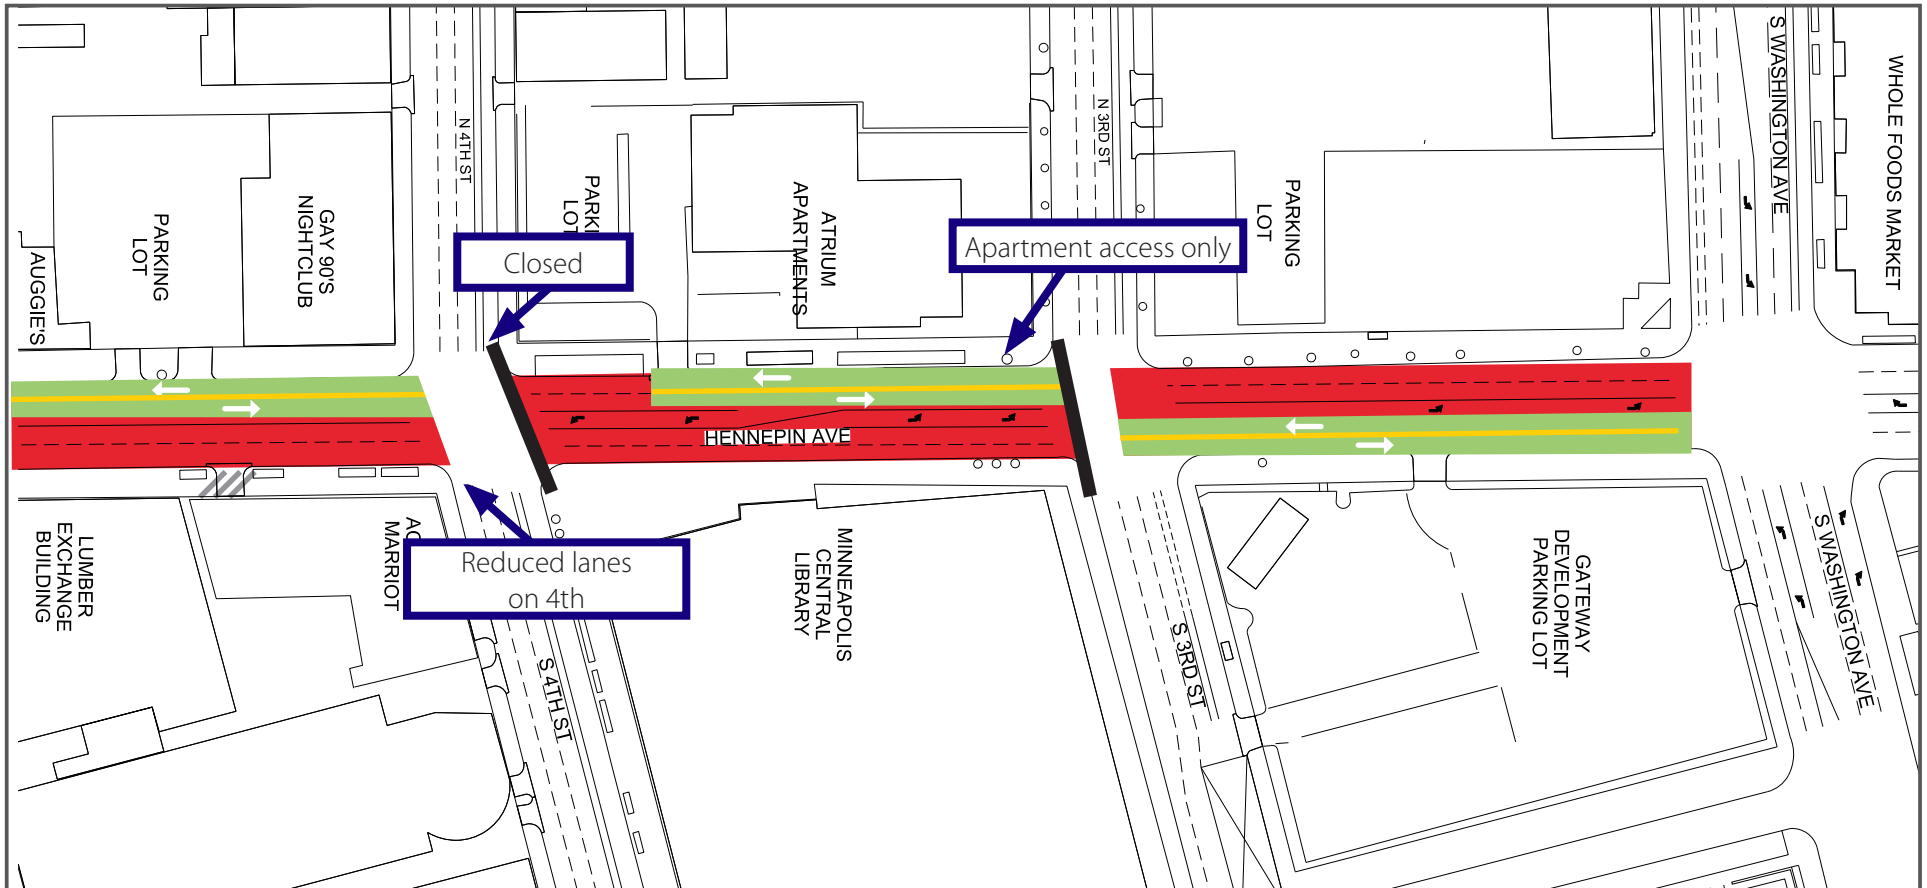 S WASHINGTON AVE
WHOLE FOODS MARKET
N 4TH ST
N 3RD ST
PARKING
LOT
GAY 90'S
NIGHTCLUB
AUGGIE'S
LOT
ATRIUM
APARTMENTS
PARKING
LOT
Closed
Apartment access only
HENNEPIN AVE
LUMBER
EXCHANGE
BUILDING
MARRIOT
Reduced lanes
on 4th
MINNEAPOLIS
CENTRAL
LIBRARY
GATEWAY
DEVELOPMENT
PARKING LOT
S WASHINGTON AVE
S 4TH ST
S 3RD ST